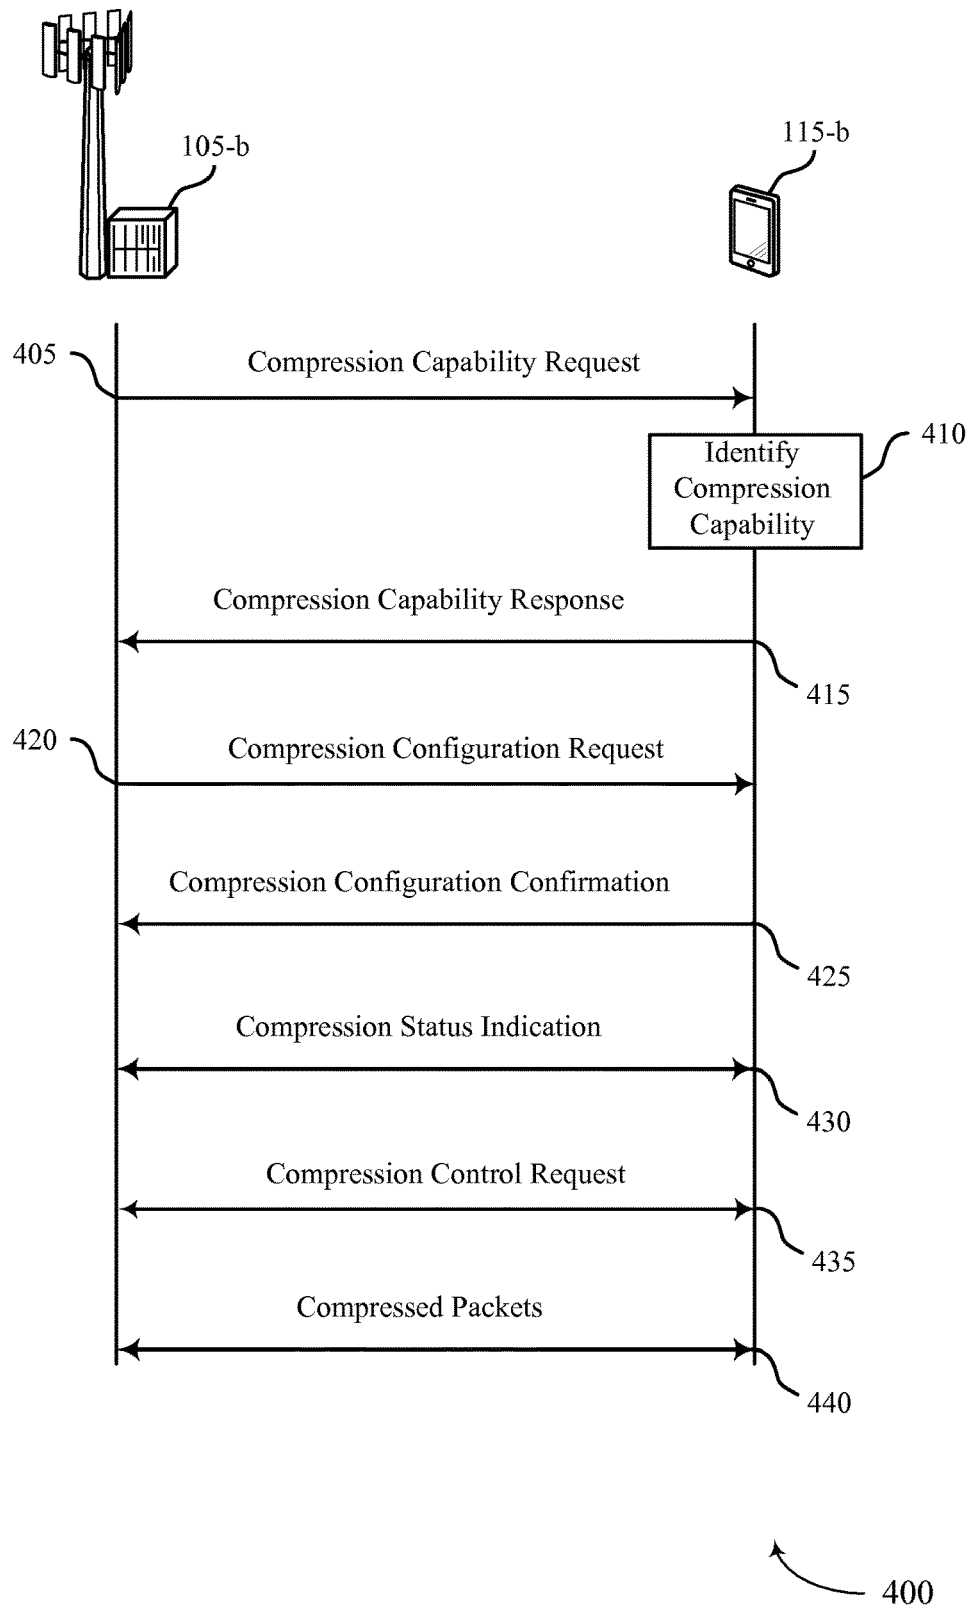 105-b
115-b
405
Compression Capability Request
410
Identify
Compression
Capability
Compression Capability Response
415
420
Compression Configuration Request
Compression Configuration Confirmation
425
Compression Status Indication
430
Compression Control Request
435
Compressed Packets
440
400